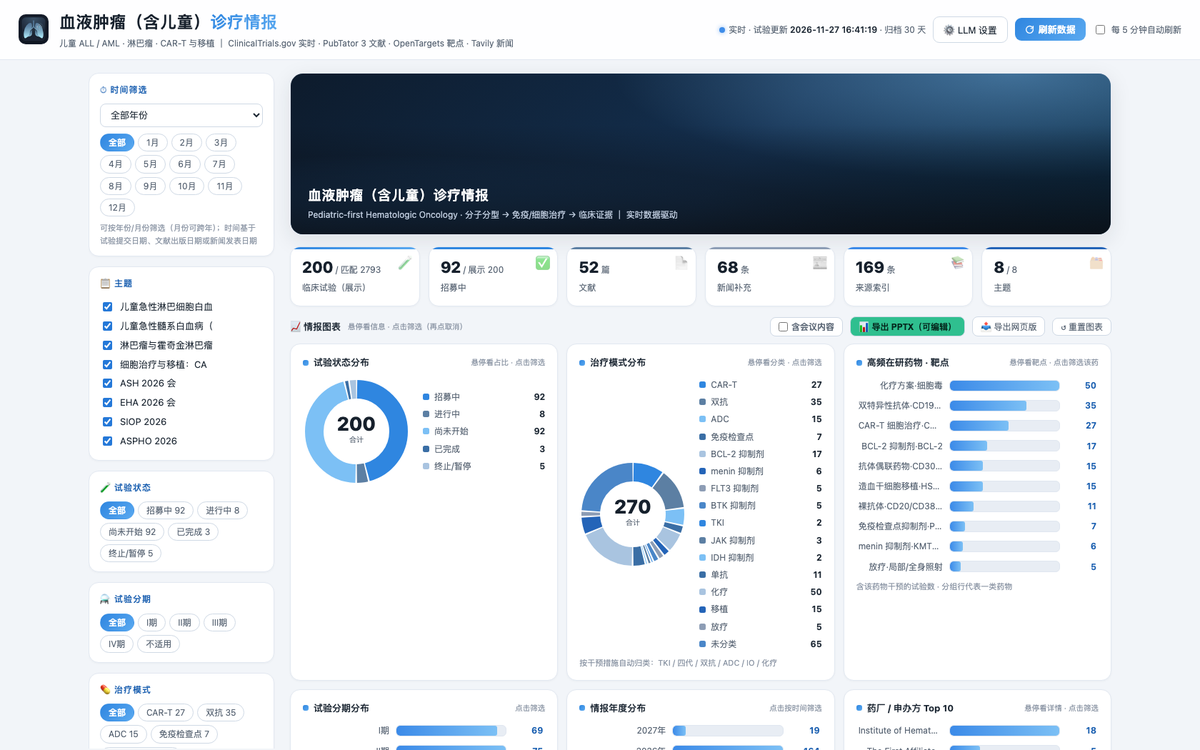 血液肿瘤（含儿童）诊疗情报
儿童 ALL / AML · 淋巴瘤 · CAR-T 与移植 ｜ ClinicalTrials.gov 实时 · PubTator 3 文献 · OpenTargets 靶点 · Tavily 新闻
实时 · 试验更新 2026-11-27 16:41:19 · 归档 30 天
LLM 设置
刷新数据
每 5 分钟自动刷新
时间筛选
全部年份
全部 1月 2月 3月
4月 5月 6月 7月
8月 9月 10月 11月
12月
可按年份/月份筛选（月份可跨年）；时间基于
试验提交日期、文献出版日期或新闻发表日期
主题
儿童急性淋巴细胞白血
儿童急性髓系白血病（
淋巴瘤与霍奇金淋巴瘤
细胞治疗与移植：CA
ASH 2026 会
EHA 2026 会
SIOP 2026
ASPHO 2026
试验状态
全部 招募中 92 进行中 8
尚未开始 92 已完成 3
终止/暂停 5
试验分期
全部 I期 II期 III期
IV期 不适用
治疗模式
全部 CAR-T 27 双抗 35
ADC 15 免疫检查点 7
血液肿瘤（含儿童）诊疗情报
Pediatric-first Hematologic Oncology · 分子分型 → 免疫/细胞治疗 → 临床证据 ｜ 实时数据驱动
200 / 匹配 2793
临床试验（展示）
92 / 展示 200
招募中
52 篇
文献
68 条
新闻补充
169 条
来源索引
8 / 8
主题
情报图表 悬停看信息 · 点击筛选（再点取消）
含会议内容
导出 PPTX（可编辑）
导出网页版
重置图表
试验状态分布 悬停看占比 · 点击筛选
200
合计
招募中 92
进行中 8
尚未开始 92
已完成 3
终止/暂停 5
治疗模式分布 悬停看分类 · 点击筛选
270
合计
CAR-T 27
双抗 35
ADC 15
免疫检查点 7
BCL-2 抑制剂 17
menin 抑制剂 6
FLT3 抑制剂 5
BTK 抑制剂 5
TKI 2
JAK 抑制剂 3
IDH 抑制剂 2
单抗 11
化疗 50
移植 15
放疗 5
未分类 65
按干预措施自动归类：TKI / 四代 / 双抗 / ADC / IO / 化疗
高频在研药物 · 靶点 悬停看靶点 · 点击筛选该药
化疗方案·细胞毒 50
双特异性抗体·CD19... 35
CAR-T 细胞治疗·C... 27
BCL-2 抑制剂·BCL-2 17
抗体偶联药物·CD30... 15
造血干细胞移植·HS... 15
裸抗体·CD20/CD38... 11
免疫检查点抑制剂·P... 7
menin 抑制剂·KMT... 6
放疗·局部/全身照射 5
含该药物干预的试验数 · 分组行代表一类药物
试验分期分布 点击筛选
I期 69
情报年度分布 点击按时间筛选
2027年 19
药厂 / 申办方 Top 10 悬停看详情 · 点击筛选
Institute of Hemat... 18